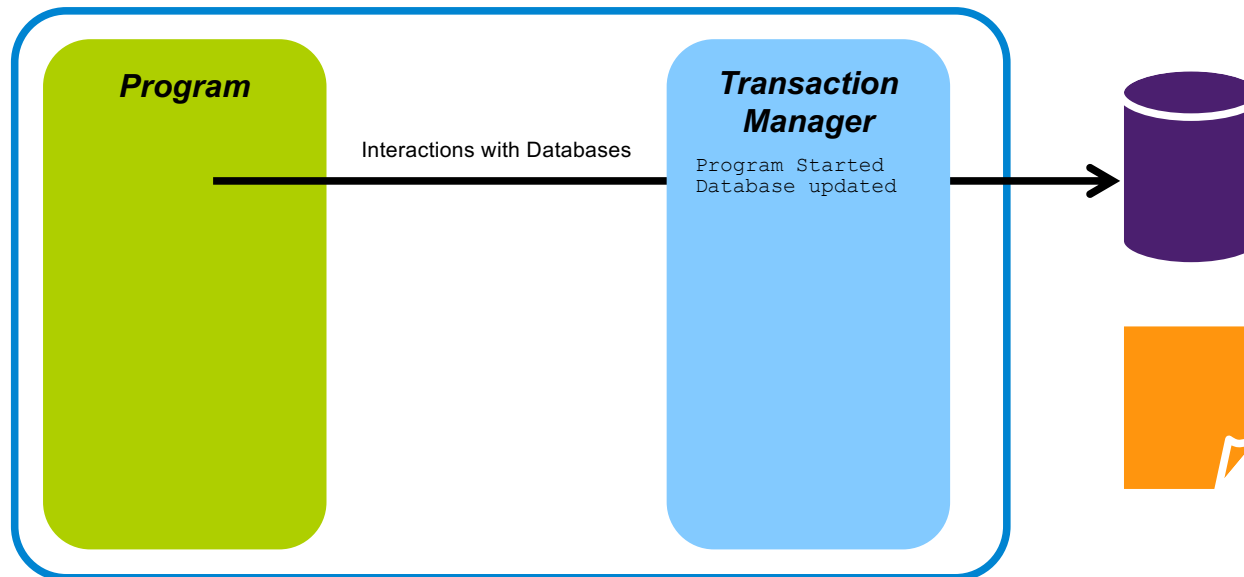 Program
Transaction
Manager
Interactions with Databases
Program Started
Database updated